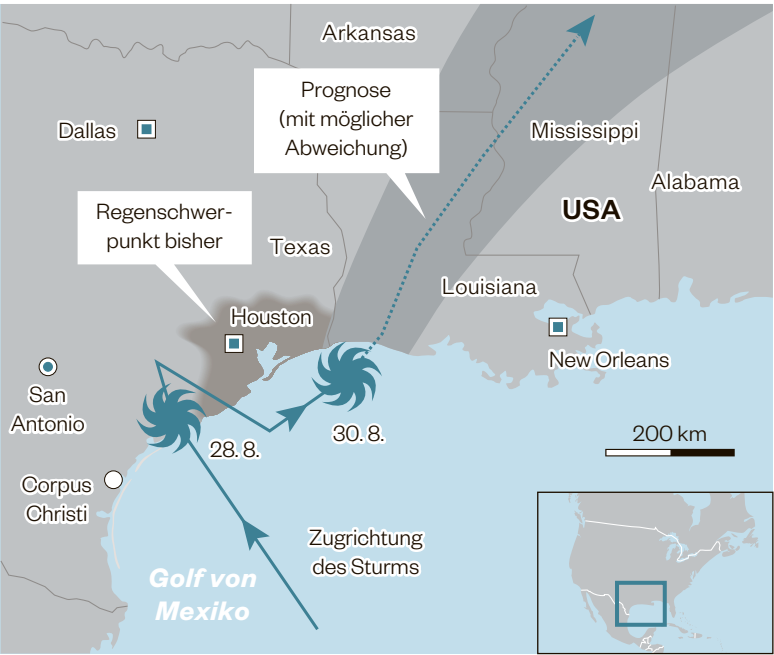 Arkansas
Prognose
(mit möglicher
Abweichung)
Dallas
Mississippi
Alabama
USA
Regenschwer-
punkt bisher
Texas
Louisiana
Houston
New Orleans
San
Antonio
28. 8.
30. 8.
200 km
Corpus
Christi
Zugrichtung
des Sturms
Golf von
Mexiko